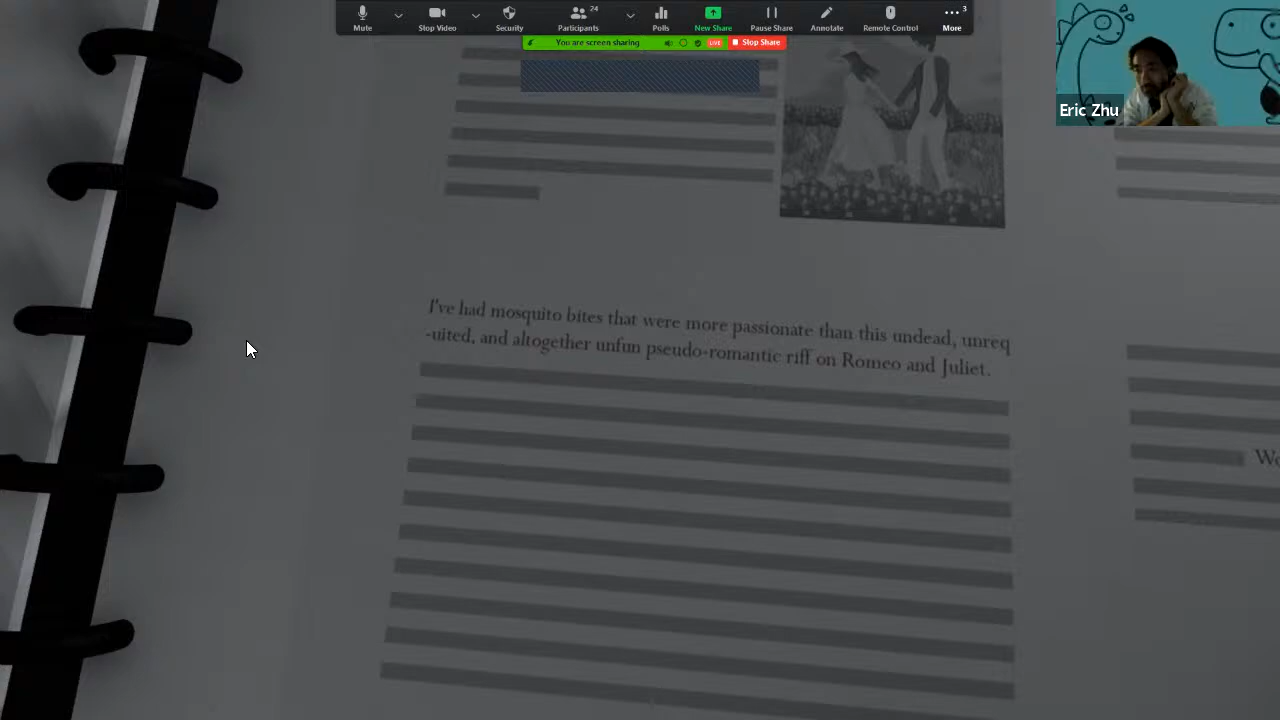 24
3
Mute
Stop Video
Security
Participants
Polls
New Share
Pause Share
Annotate
Remote Control
More
You are screen sharing
LIVE
Stop Share
Eric Zhu
I've had mosquito bites that were more passionate than this undead, unreq
-uited, and altogether unfun pseudo-romantic riff on Romeo and Juliet.